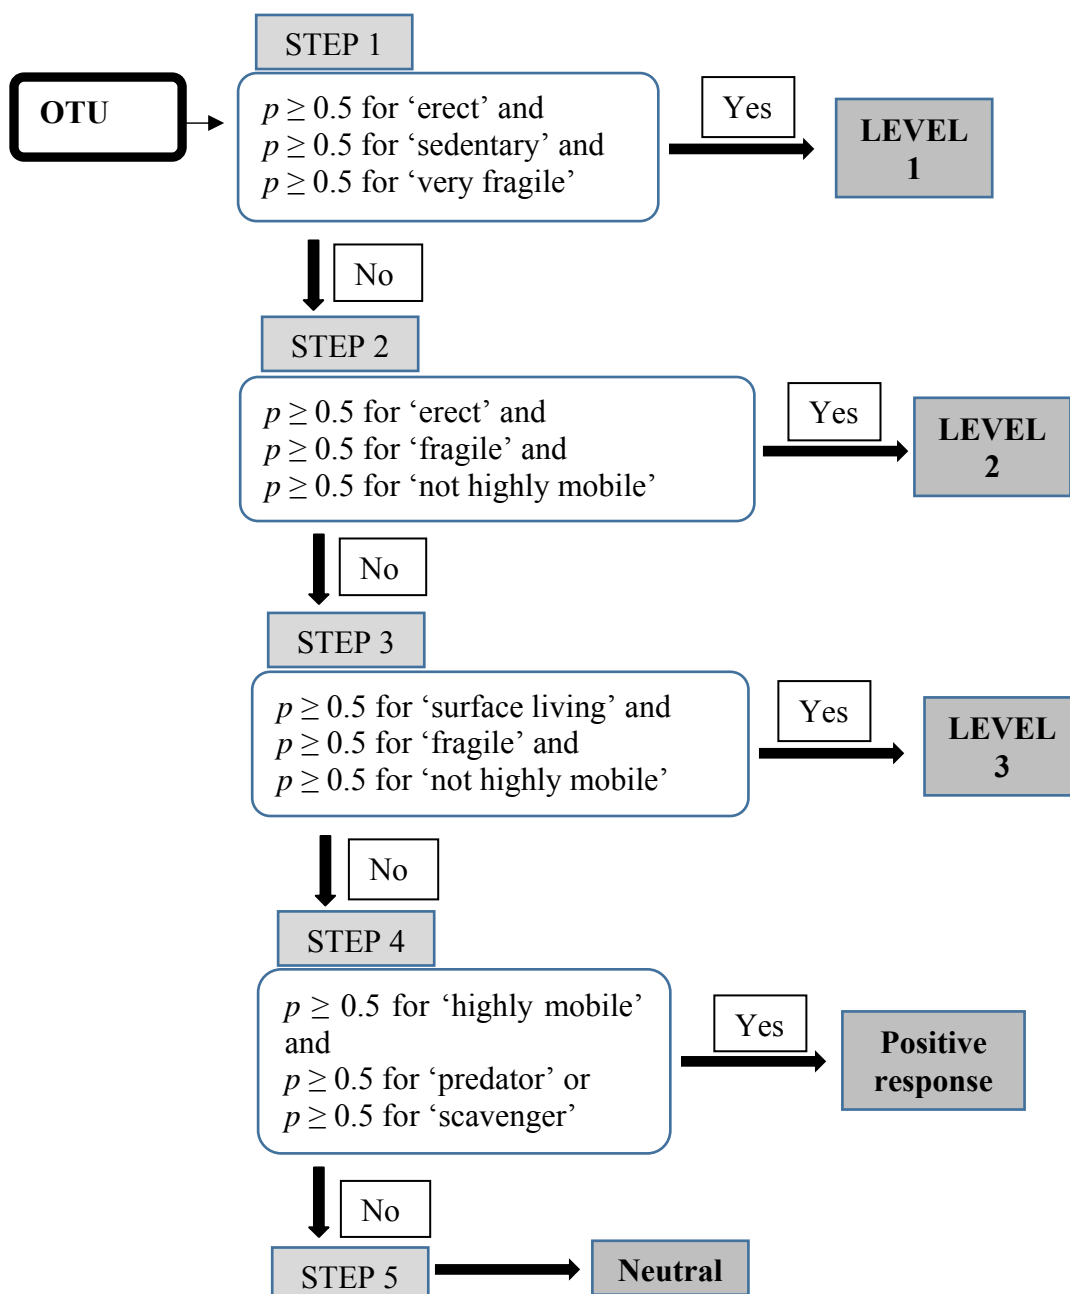 STEP 1
OTU
p ≥ 0.5 for ‘erect’ and
p ≥ 0.5 for ‘sedentary’ and
p ≥ 0.5 for ‘very fragile’
Yes
LEVEL
1
No
STEP 2
p ≥ 0.5 for ‘erect’ and
p ≥ 0.5 for ‘fragile’ and
p ≥ 0.5 for ‘not highly mobile’
Yes
LEVEL
2
No
STEP 3
p ≥ 0.5 for ‘surface living’ and
p ≥ 0.5 for ‘fragile’ and
p ≥ 0.5 for ‘not highly mobile’
Yes
LEVEL
3
No
STEP 4
p ≥ 0.5 for ‘highly mobile’
and
p ≥ 0.5 for ‘predator’ or
p ≥ 0.5 for ‘scavenger’
Yes
Positive
response
No
STEP 5
Neutral